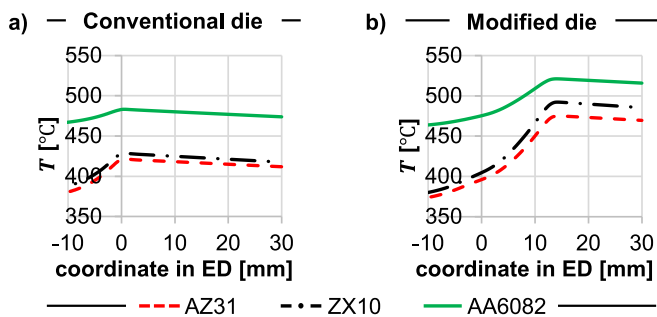 a) Conventional die
b) Modified die
T [℃]
550
500
450
400
350
-10 0 10 20 30
coordinate in ED [mm]
T [℃]
550
500
450
400
350
-10 0 10 20 30
coordinate in ED [mm]
AZ31 ZX10 AA6082